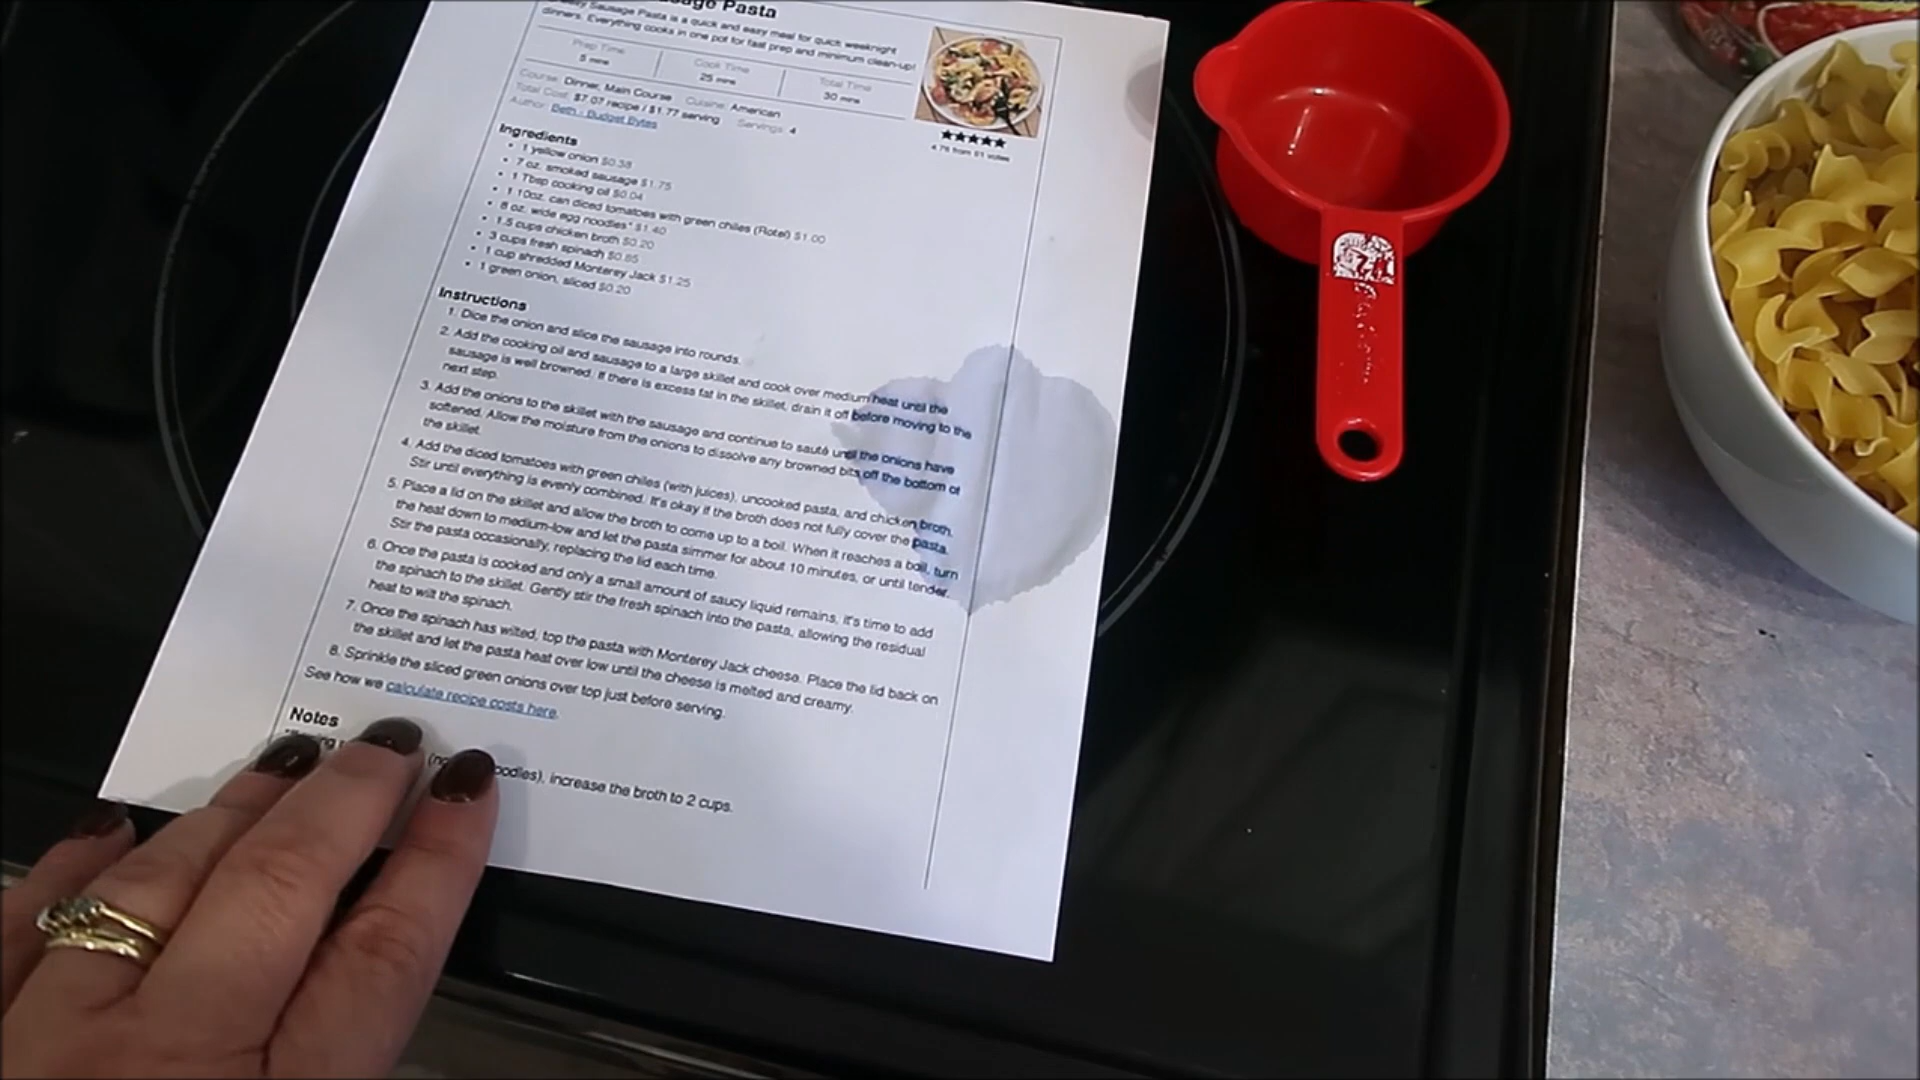 Pasta
Sausage Pasta is a quick and easy meal for quick weeknight
dinners. Everything cooks in one pot for fast prep and minimum clean-up!
Prep Time
5 mins
Cook Time
25 mins
Total Time
30 mins
Course: Dinner, Main Course Cuisine: American
Total Cost: $7.07 recipe / $1.77 serving Servings: 4
Author: Beth - Budget Bytes
4.76 from 61 votes
Ingredients
• 1 yellow onion $0.38
• 7 oz. smoked sausage $1.75
• 1 Tbsp cooking oil $0.04
• 1 10oz. can diced tomatoes with green chiles (Rotel) $1.00
• 8 oz. wide egg noodles* $1.40
• 1.5 cups chicken broth $0.20
• 3 cups fresh spinach $0.85
• 1 cup shredded Monterey Jack $1.25
• 1 green onion, sliced $0.20
Instructions
1. Dice the onion and slice the sausage into rounds.
2. Add the cooking oil and sausage to a large skillet and cook over medium heat until the
sausage is well browned. If there is excess fat in the skillet, drain it off before moving to the
next step.
3. Add the onions to the skillet with the sausage and continue to sauté until the onions have
softened. Allow the moisture from the onions to dissolve any browned bits off the bottom of
the skillet.
4. Add the diced tomatoes with green chiles (with juices), uncooked pasta, and chicken broth.
Stir until everything is evenly combined. It's okay if the broth does not fully cover the pasta.
5. Place a lid on the skillet and allow the broth to come up to a boil. When it reaches a boil, turn
the heat down to medium-low and let the pasta simmer for about 10 minutes, or until tender.
Stir the pasta occasionally, replacing the lid each time.
6. Once the pasta is cooked and only a small amount of saucy liquid remains, it's time to add
the spinach to the skillet. Gently stir the fresh spinach into the pasta, allowing the residual
heat to wilt the spinach.
7. Once the spinach has wilted, top the pasta with Monterey Jack cheese. Place the lid back on
the skillet and let the pasta heat over low until the cheese is melted and creamy.
8. Sprinkle the sliced green onions over top just before serving.
See how we calculate recipe costs here.
Notes
increase the broth to 2 cups.